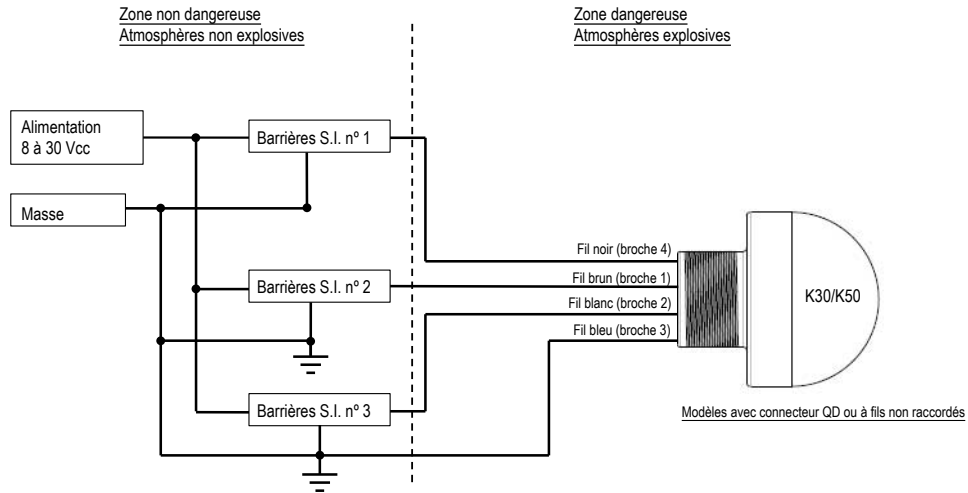 Zone non dangereuse
Atmosphères non explosives
Zone dangereuse
Atmosphères explosives
Alimentation
8 à 30 Vcc
Barrières S.I. nº 1
Masse
Fil noir (broche 4)
Barrières S.I. nº 2
Fil brun (broche 1)
Fil blanc (broche 2)
Fil bleu (broche 3)
K30/K50
Barrières S.I. nº 3
Modèles avec connecteur QD ou à fils non raccordés